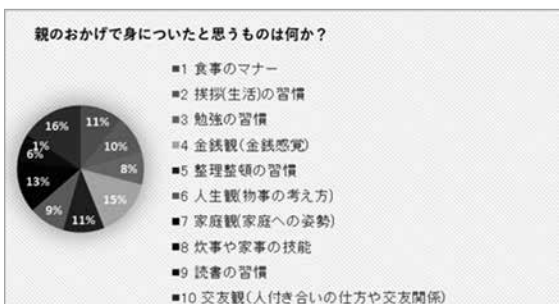 親のおかげで身についたと思うものは何か？
■1 食事のマナー
■2 挨拶(生活)の習慣
■3 勉強の習慣
■4 金銭観(金銭感覚)
■5 整理整頓の習慣
■6 人生観(物事の考え方)
■7 家庭観(家庭への姿勢)
■8 炊事や家事の技能
■9 読書の習慣
■10 交友観(人付き合いの仕方や交友関係)
11%
10%
8%
15%
11%
9%
13%
6%
1%
16%